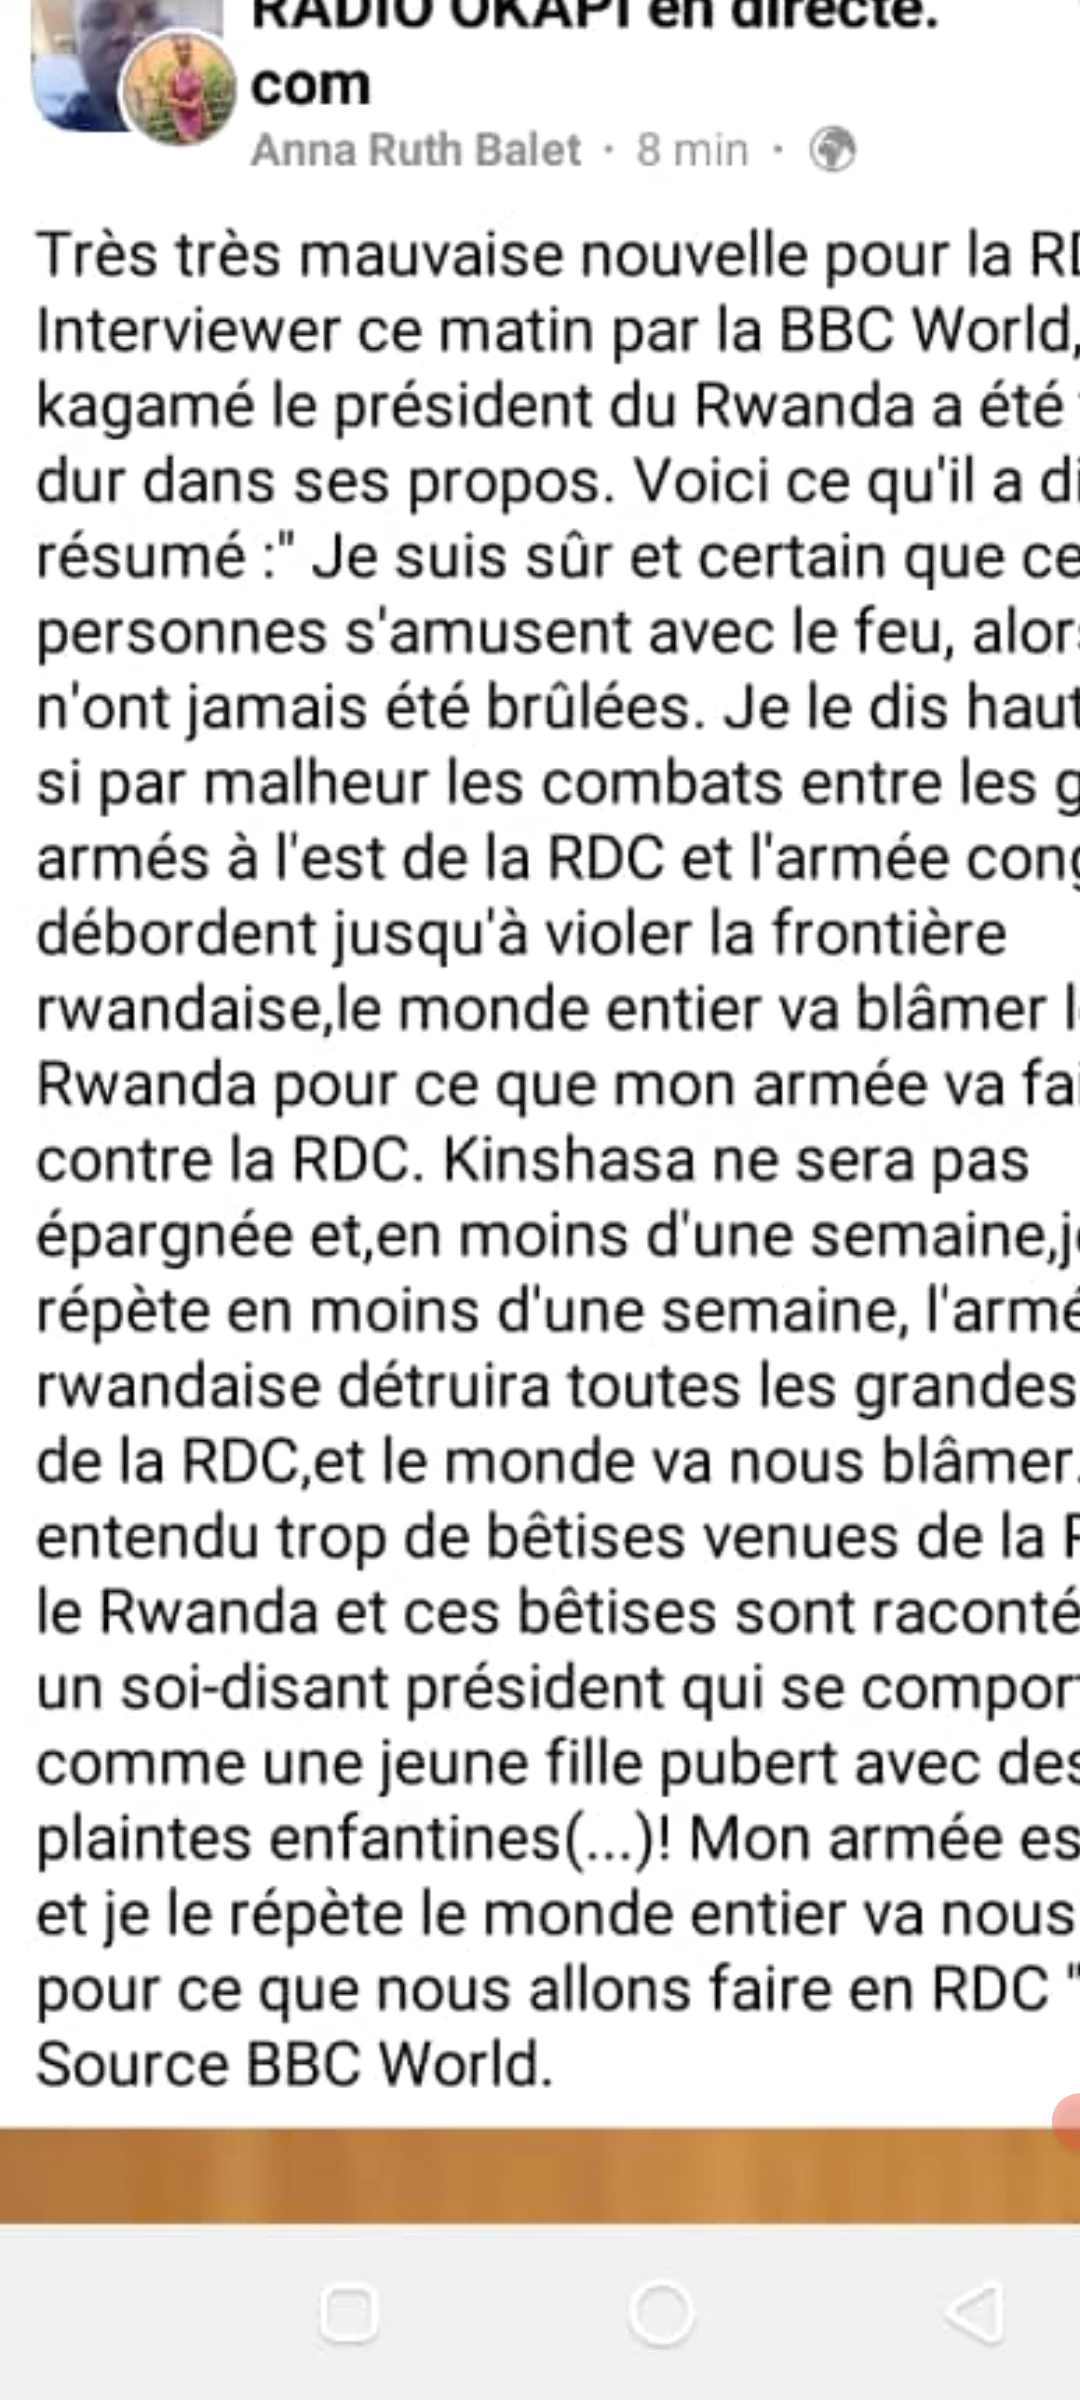 RADIO OKAPI en directe.
com
Anna Ruth Balet · 8 min ·
Très très mauvaise nouvelle pour la
Interviewer ce matin par la BBC World,
kagamé le président du Rwanda a été
dur dans ses propos. Voici ce qu'il a
résumé :" Je suis sûr et certain que
personnes s'amusent avec le feu,
n'ont jamais été brûlées. Je le dis haut
si par malheur les combats entre les
armés à l'est de la RDC et l'armée
débordent jusqu'à violer la frontière
rwandaise,le monde entier va blâmer
Rwanda pour ce que mon armée va
contre la RDC. Kinshasa ne sera pas
épargnée et,en moins d'une semaine,
répète en moins d'une semaine,
rwandaise détruira toutes les grandes
de la RDC,et le monde va nous blâmer.
entendu trop de bêtises venues de la
le Rwanda et ces bêtises sont
un soi-disant président qui se
comme une jeune fille pubert avec
plaintes enfantines(...)! Mon armée
et je le répète le monde entier va nous
pour ce que nous allons faire en RDC "
Source BBC World.